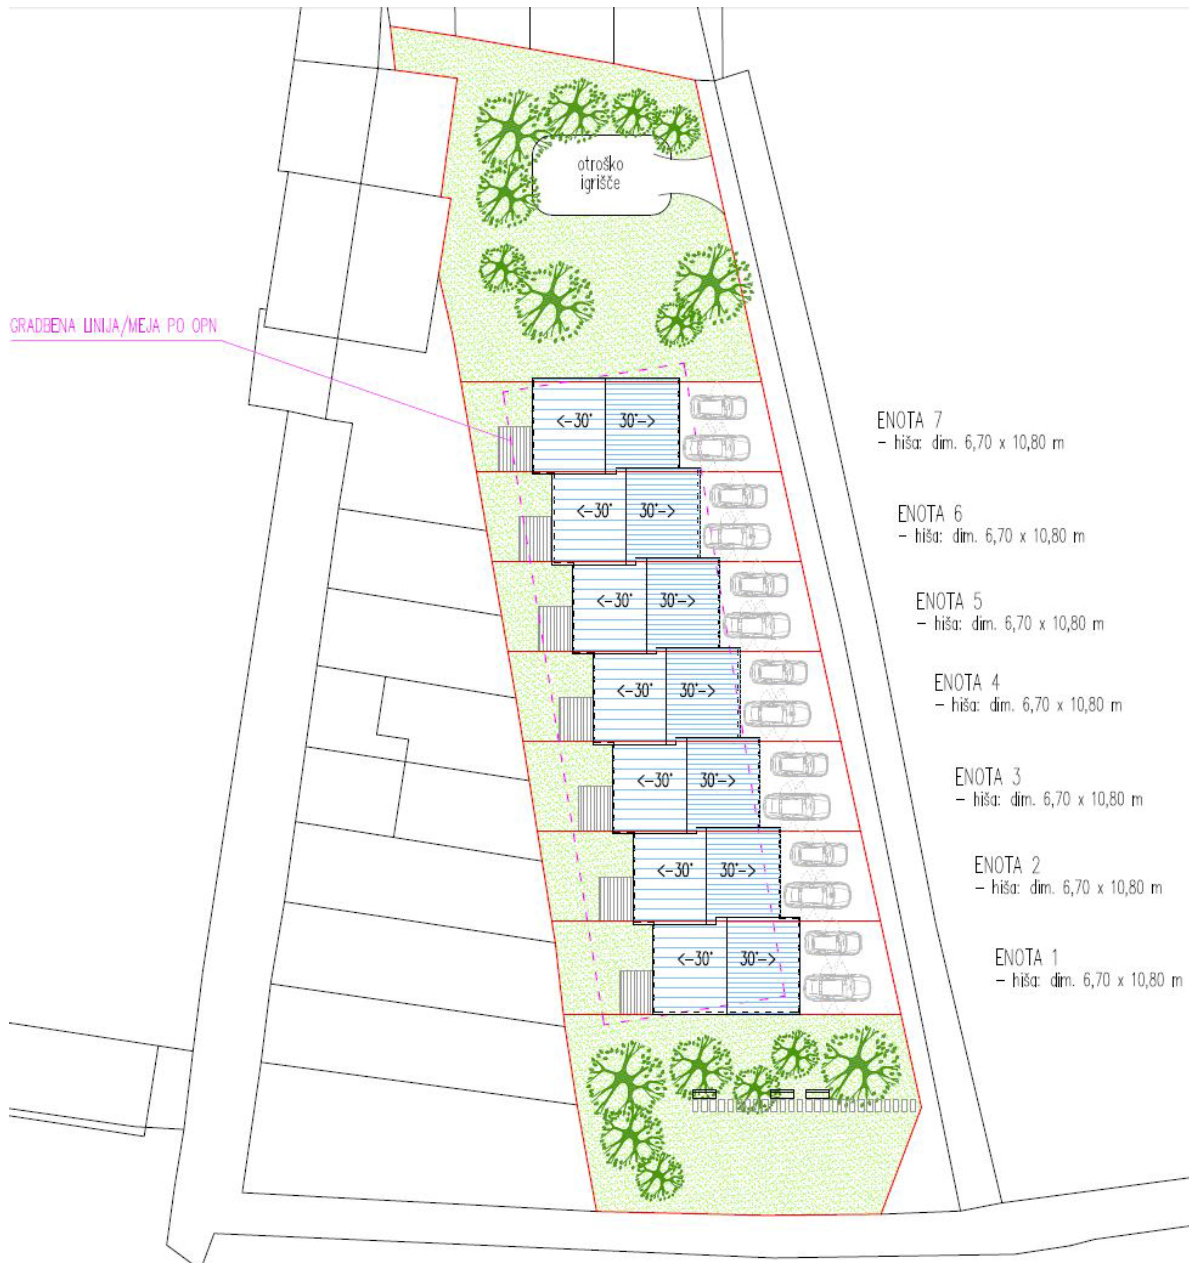 otroško
igrišče
GRADBENA LINIJA/MEJA PO OPN
<-30° 30°->
ENOTA 7
- hiša: dim. 6,70 x 10,80 m
<-30° 30°->
ENOTA 6
- hiša: dim. 6,70 x 10,80 m
<-30° 30°->
ENOTA 5
- hiša: dim. 6,70 x 10,80 m
<-30° 30°->
ENOTA 4
- hiša: dim. 6,70 x 10,80 m
<-30° 30°->
ENOTA 3
- hiša: dim. 6,70 x 10,80 m
<-30° 30°->
ENOTA 2
- hiša: dim. 6,70 x 10,80 m
<-30° 30°->
ENOTA 1
- hiša: dim. 6,70 x 10,80 m